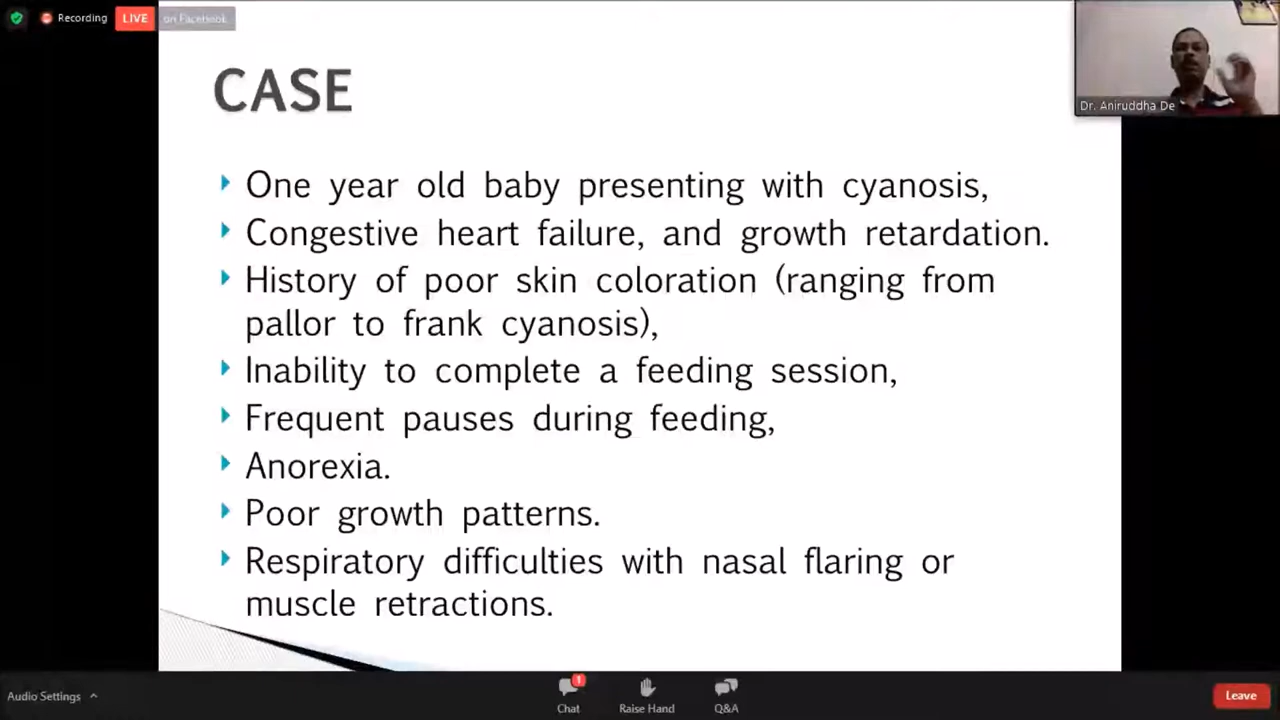 Recording
LIVE
on Facebook
CASE
Dr. Aniruddha De
One year old baby presenting with cyanosis,
Congestive heart failure, and growth retardation.
History of poor skin coloration (ranging from
pallor to frank cyanosis),
Inability to complete a feeding session,
Frequent pauses during feeding,
Anorexia.
Poor growth patterns.
Respiratory difficulties with nasal flaring or
muscle retractions.
Audio Settings
1
Chat
Raise Hand
Q&A
Leave